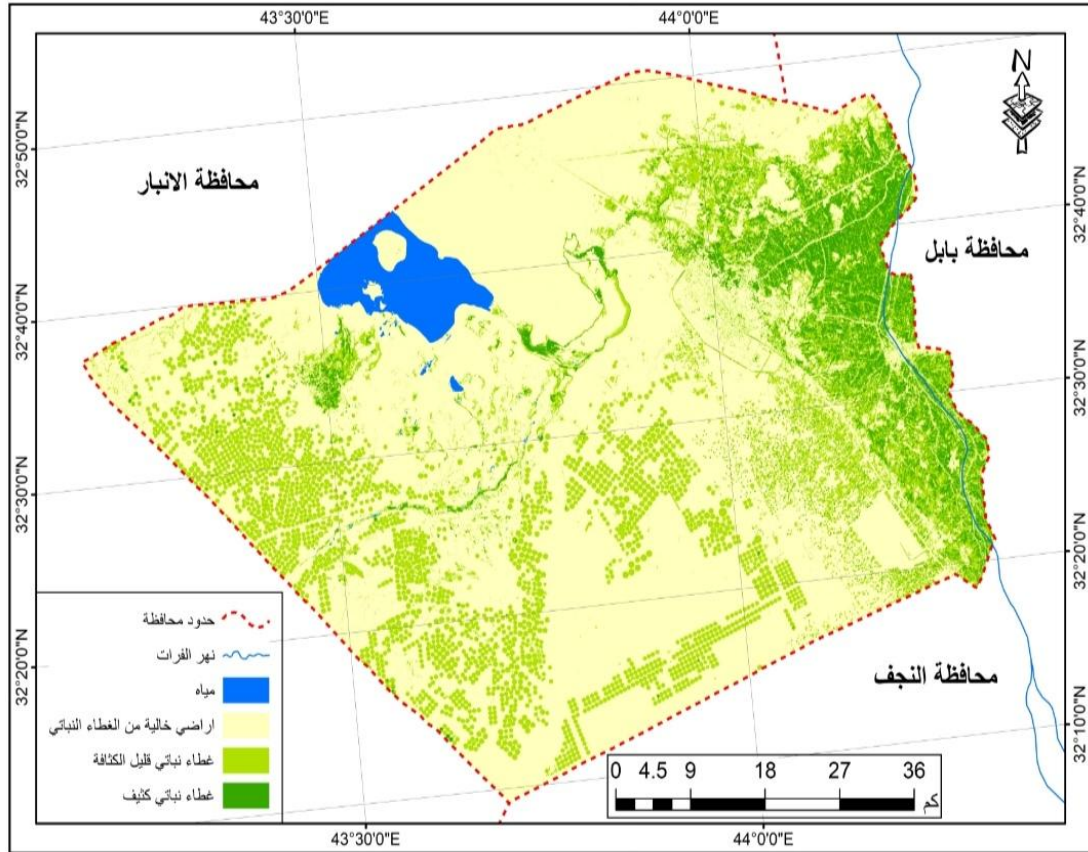 43°30'0"E
44°0'0"E
N
32°50'0"N
محافظة الانبار
32°40'0"N
محافظة بابل
32°40'0"N
32°30'0"N
32°30'0"N
32°20'0"N
حدود محافظة
نهر الفرات
مياه
اراضي خالية من الغطاء النباتي
غطاء نباتي قليل الكثافة
غطاء نباتي كثيف
32°20'0"N
محافظة النجف
32°10'0"N
0 4.5 9 18 27 36
كم
43°30'0"E
44°0'0"E